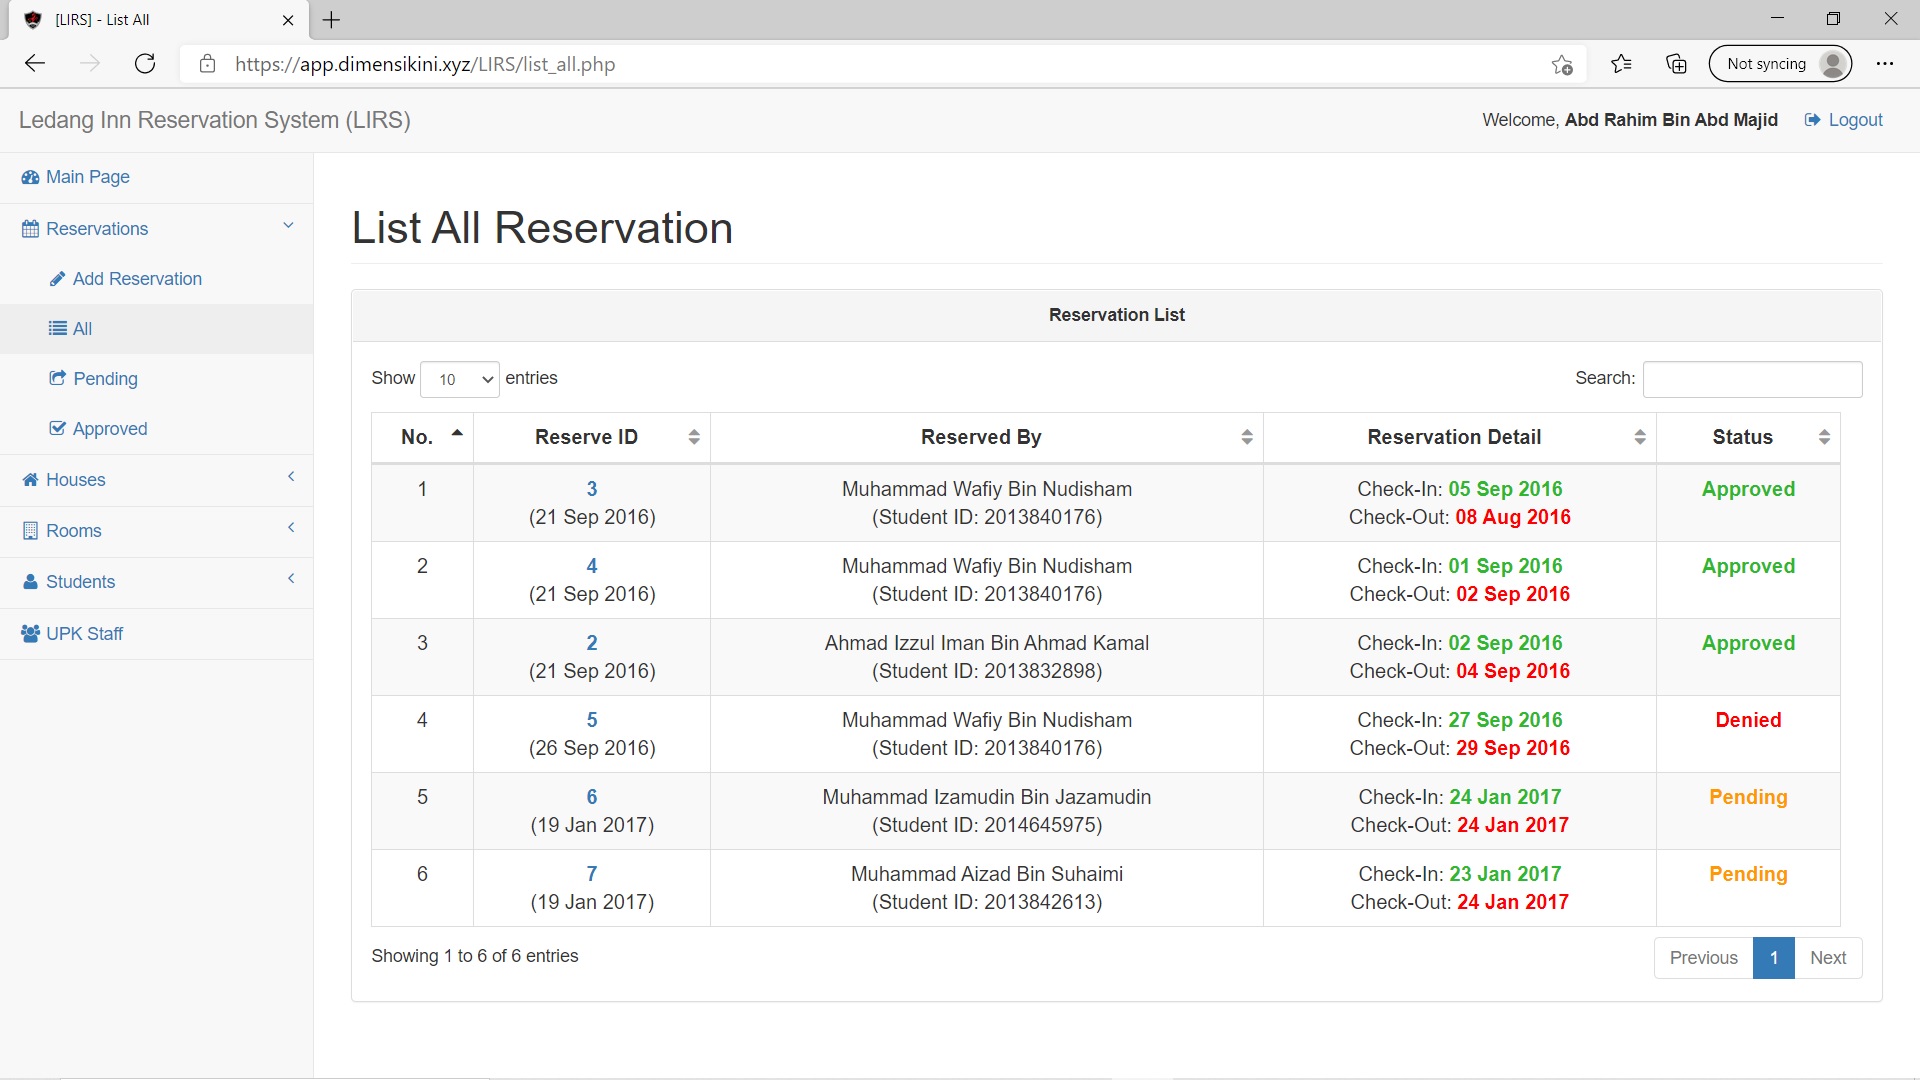 [LIRS] - List All
https://app.dimensikini.xyz/LIRS/list_all.php
Not syncing
Ledang Inn Reservation System (LIRS)
Welcome, Abd Rahim Bin Abd Majid
Logout
Main Page
Reservations
Add Reservation
All
Pending
Approved
Houses
Rooms
Students
UPK Staff
List All Reservation
Reservation List
Show 10 entries
Search:
No. Reserve ID Reserved By Reservation Detail Status
1 3 Muhammad Wafiy Bin Nudisham Check-In: 05 Sep 2016 Approved
(21 Sep 2016) (Student ID: 2013840176) Check-Out: 08 Aug 2016
2 4 Muhammad Wafiy Bin Nudisham Check-In: 01 Sep 2016 Approved
(21 Sep 2016) (Student ID: 2013840176) Check-Out: 02 Sep 2016
3 2 Ahmad Izzul Iman Bin Ahmad Kamal Check-In: 02 Sep 2016 Approved
(21 Sep 2016) (Student ID: 2013832898) Check-Out: 04 Sep 2016
4 5 Muhammad Wafiy Bin Nudisham Check-In: 27 Sep 2016 Denied
(26 Sep 2016) (Student ID: 2013840176) Check-Out: 29 Sep 2016
5 6 Muhammad Izamudin Bin Jazamudin Check-In: 24 Jan 2017 Pending
(19 Jan 2017) (Student ID: 2014645975) Check-Out: 24 Jan 2017
6 7 Muhammad Aizad Bin Suhaimi Check-In: 23 Jan 2017 Pending
(19 Jan 2017) (Student ID: 2013842613) Check-Out: 24 Jan 2017
Showing 1 to 6 of 6 entries
Previous 1 Next